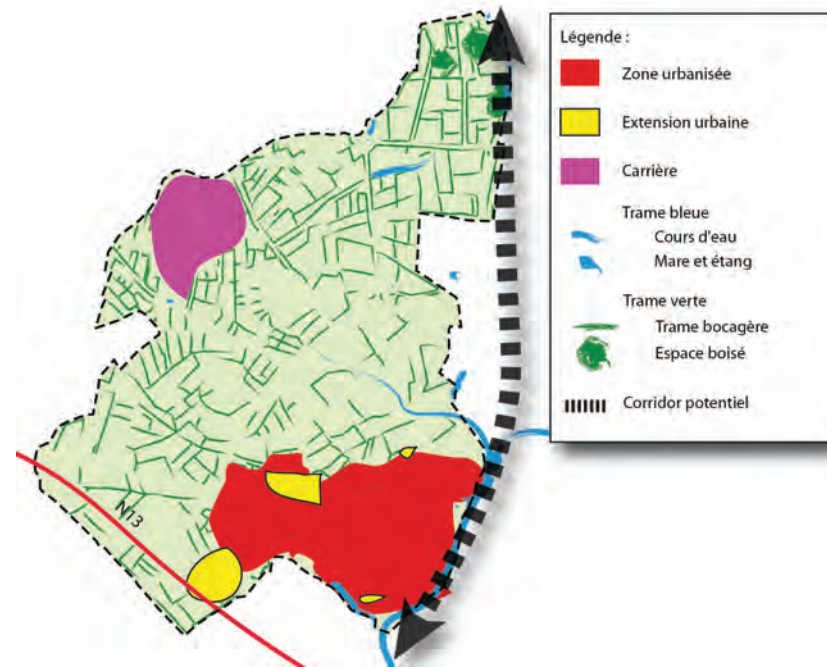 Légende :
Zone urbanisée
Extension urbaine
Carrière
Trame bleue
Cours d'eau
Mare et étang
Trame verte
Trame bocagère
Espace boisé
Corridor potentiel
N13